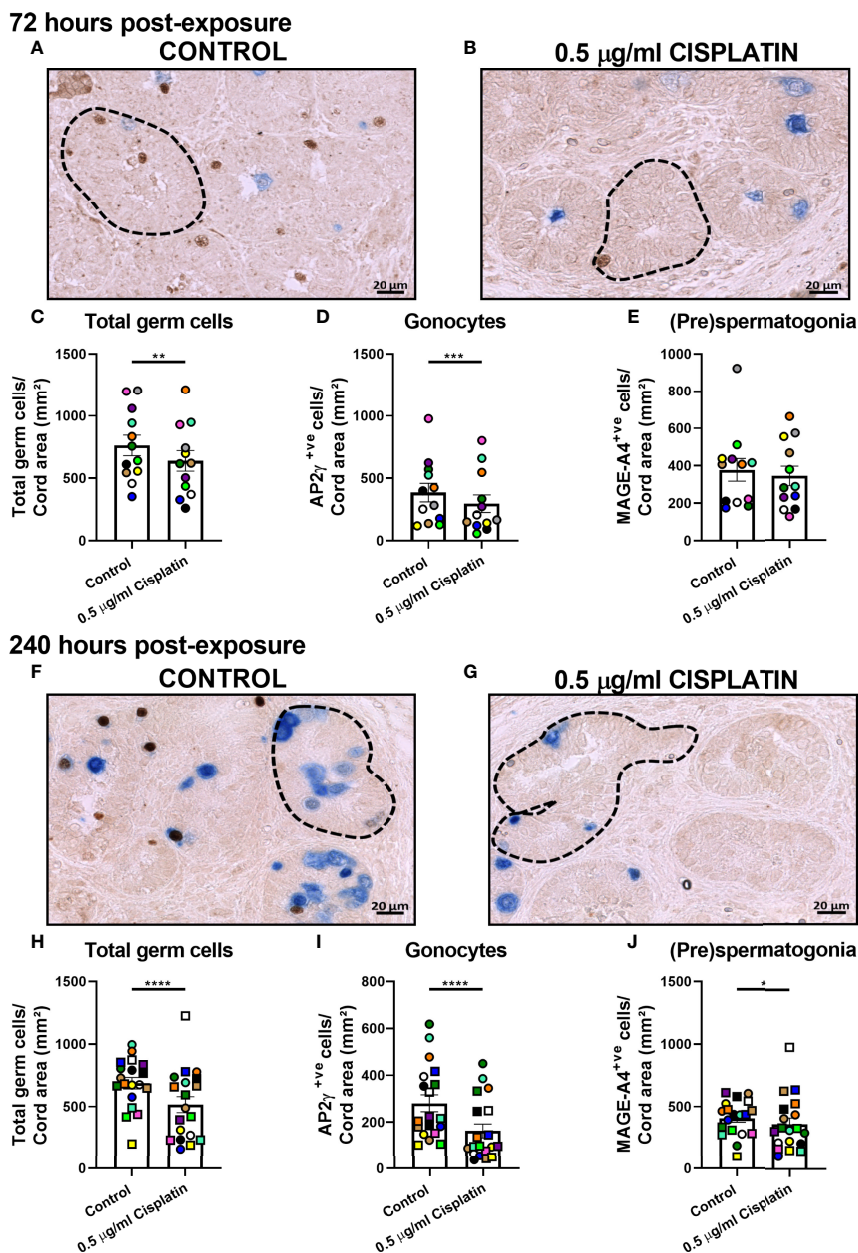 72 hours post-exposure
A CONTROL
B 0.5 μg/ml CISPLATIN
20 μm
20 μm
C Total germ cells
D Gonocytes
E (Pre)spermatogonia
Total germ cells/
Cord area (mm²)
1500
1000
500
0
**
Control
0.5 μg/ml Cisplatin
AP2γ +ve cells/
Cord area (mm²)
1500
1000
500
0
***
Control
0.5 μg/ml Cisplatin
MAGE-A4+ve cells/
Cord area (mm²)
1000
800
600
400
200
0
Control
0.5 μg/ml Cisplatin
240 hours post-exposure
F CONTROL
G 0.5 μg/ml CISPLATIN
20 μm
20 μm
H Total germ cells
I Gonocytes
J (Pre)spermatogonia
Total germ cells/
Cord area (mm²)
1500
1000
500
0
****
Control
0.5 μg/ml Cisplatin
AP2γ +ve cells/
Cord area (mm²)
800
600
400
200
0
****
Control
0.5 μg/ml Cisplatin
MAGE-A4+ve cells/
Cord area (mm²)
1500
1000
500
0
*
Control
0.5 μg/ml Cisplatin